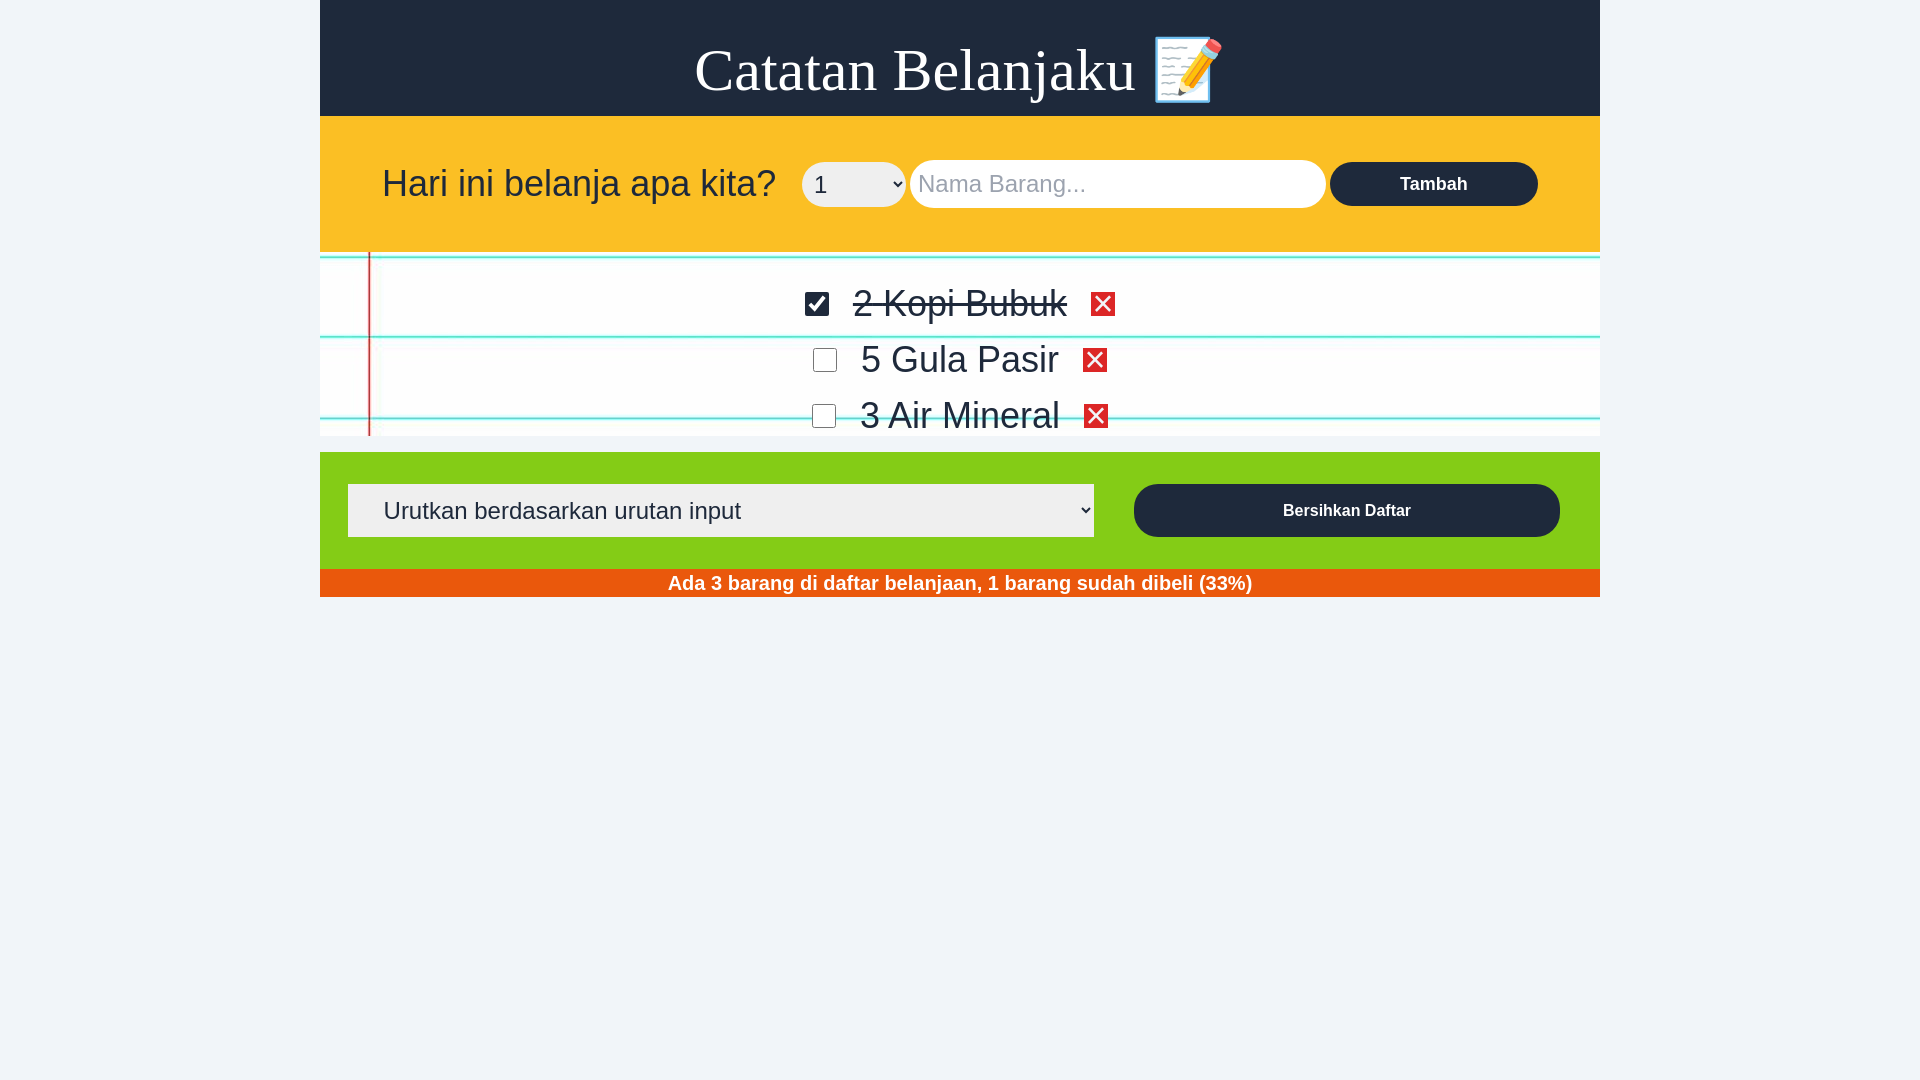 Catatan Belanjaku 📝
Hari ini belanja apa kita? 1 Nama Barang... Tambah
2 Kopi Bubuk
5 Gula Pasir
3 Air Mineral
Urutkan berdasarkan urutan input Bersihkan Daftar
Ada 3 barang di daftar belanjaan, 1 barang sudah dibeli (33%)